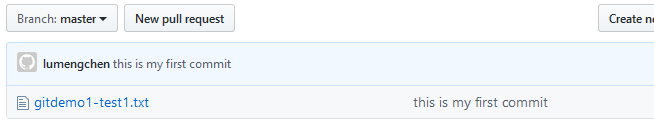 Branch: master New pull request Create n
lumengchen this is my first commit
gitdemo1-test1.txt this is my first commit